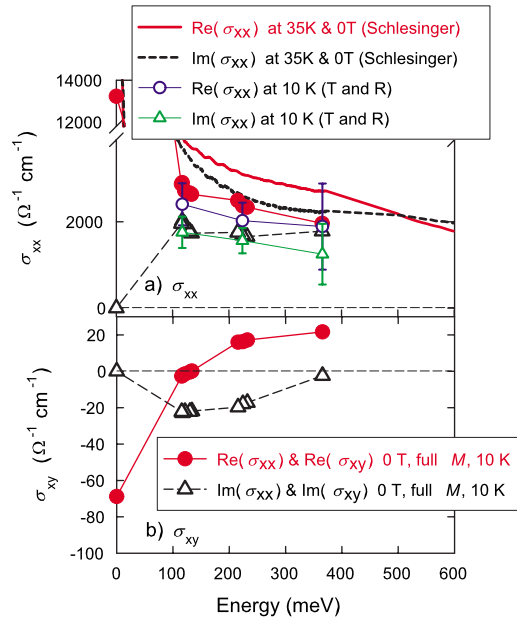 Re(σxx) at 35K & 0T (Schlesinger)
Im(σxx) at 35K & 0T (Schlesinger)
Re(σxx) at 10 K (T and R)
Im(σxx) at 10 K (T and R)
14000
12000
2000
0
σxx (Ω-1 cm-1)
a) σxx
20
0
-20
-40
-60
-80
-100
σxy (Ω-1 cm-1)
Re(σxx) & Re(σxy) 0 T, full M, 10 K
Im(σxx) & Im(σxy) 0 T, full M, 10 K
b) σxy
0 100 200 300 400 500 600
Energy (meV)